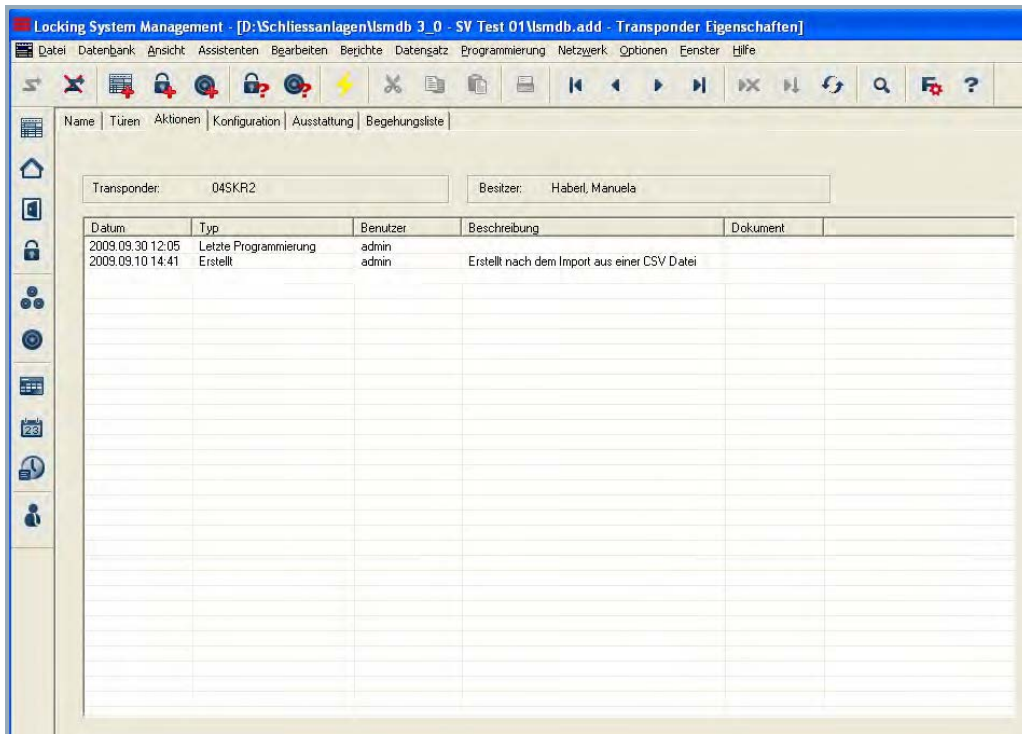 Locking System Management - [D:\Schliessanlagen\lsmdb 3_0 - SV Test 01\lsmdb.add - Transponder Eigenschaften]
Datei Datenbank Ansicht Assistenten Bearbeiten Berichte Datensatz Programmierung Netzwerk Optionen Fenster Hilfe
Name Türen Aktionen Konfiguration Ausstattung Begehungsliste
Transponder: 04SKR2 Besitzer: Haberl, Manuela
Datum Typ Benutzer Beschreibung Dokument
2009.09.30 12:05 Letzte Programmierung admin
2009.09.10 14:41 Erstellt admin Erstellt nach dem Import aus einer CSV Datei
23